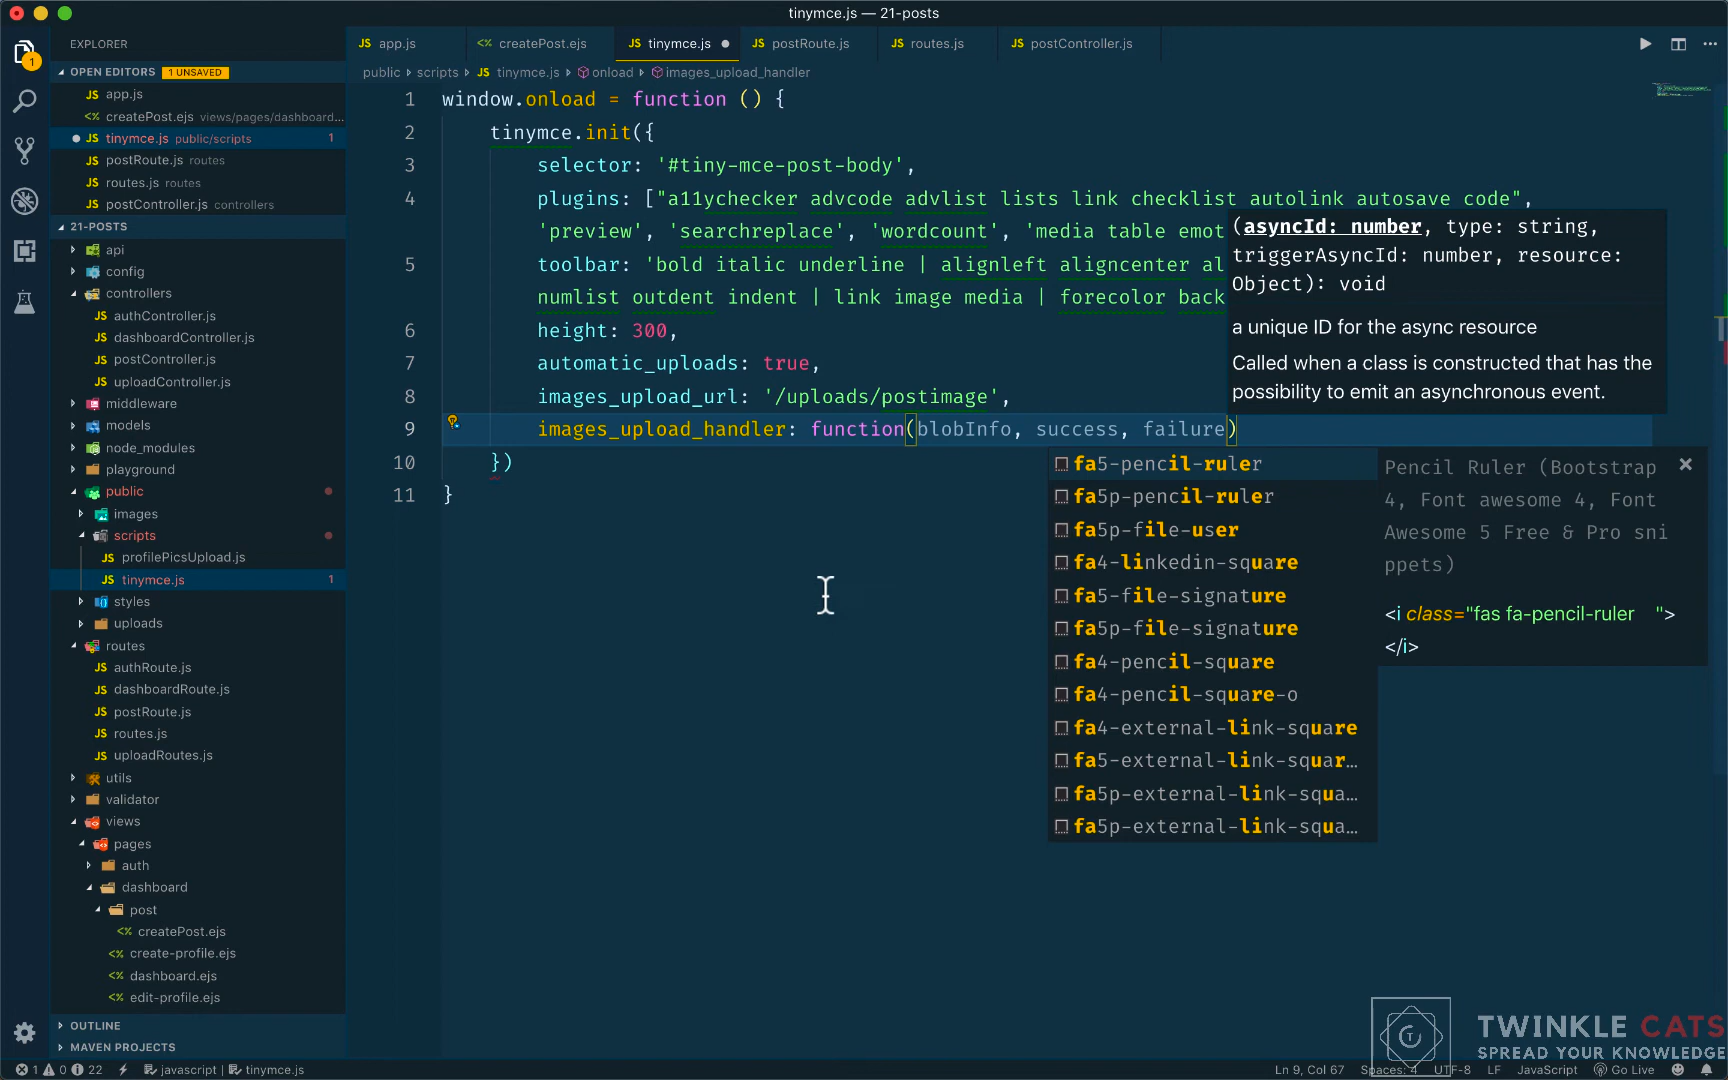 tinymce.js — 21-posts
EXPLORER
OPEN EDITORS 1 UNSAVED
JS app.js
<> createPost.ejs views/pages/dashboard...
JS tinymce.js public/scripts 1
JS postRoute.js routes
JS routes.js routes
JS postController.js controllers
21-POSTS
api
config
controllers
JS authController.js
JS dashboardController.js
JS postController.js
JS uploadController.js
middleware
models
node_modules
playground
public
images
scripts
JS profilePicsUpload.js
JS tinymce.js 1
styles
uploads
routes
JS authRoute.js
JS dashboardRoute.js
JS postRoute.js
JS routes.js
JS uploadRoutes.js
utils
validator
views
pages
auth
dashboard
post
<> createPost.ejs
<> create-profile.ejs
<> dashboard.ejs
<> edit-profile.ejs
OUTLINE
MAVEN PROJECTS
JS app.js <> createPost.ejs JS tinymce.js JS postRoute.js JS routes.js JS postController.js
public > scripts > JS tinymce.js > onload > images_upload_handler
1 window.onload = function () {
2 tinymce.init({
3 selector: '#tiny-mce-post-body',
4 plugins: ["a11ychecker advcode advlist lists link checklist autolink autosave code",
'preview', 'searchreplace', 'wordcount', 'media table emot
5 toolbar: 'bold italic underline | alignleft aligncenter al
numlist outdent indent | link image media | forecolor back
6 height: 300,
7 automatic_uploads: true,
8 images_upload_url: '/uploads/postimage',
9 images_upload_handler: function(blobInfo, success, failure)
10 })
11 }
(asyncId: number, type: string,
triggerAsyncId: number, resource:
Object): void
a unique ID for the async resource
Called when a class is constructed that has the
possibility to emit an asynchronous event.
fa5-pencil-ruler
fa5p-pencil-ruler
fa5p-file-user
fa4-linkedin-square
fa5-file-signature
fa5p-file-signature
fa4-pencil-square
fa4-pencil-square-o
fa4-external-link-square
fa5-external-link-squar…
fa5p-external-link-squa…
fa5p-external-link-squa…
Pencil Ruler (Bootstrap
4, Font awesome 4, Font
Awesome 5 Free & Pro sni
ppets)
<i class="fas fa-pencil-ruler ">
</i>
TWINKLE CATS
SPREAD YOUR KNOWLEDGE
1 0 22 javascript | tinymce.js
Ln 9, Col 67 Spaces: 4 UTF-8 LF JavaScript Go Live
1